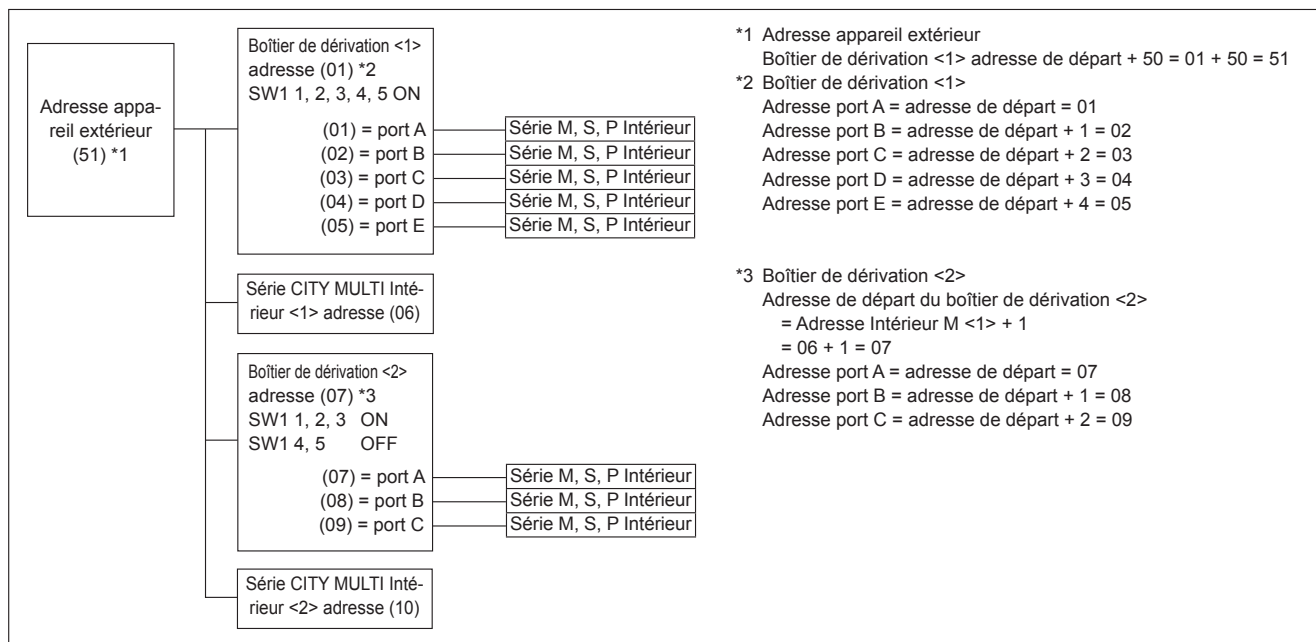 Adresse appa-
reil extérieur
(51) *1
Boîtier de dérivation <1>
adresse (01) *2
SW1 1, 2, 3, 4, 5 ON
(01) = port A
(02) = port B
(03) = port C
(04) = port D
(05) = port E
Série M, S, P Intérieur
Série M, S, P Intérieur
Série M, S, P Intérieur
Série M, S, P Intérieur
Série M, S, P Intérieur
Série CITY MULTI Inté-
rieur <1> adresse (06)
Boîtier de dérivation <2>
adresse (07) *3
SW1 1, 2, 3 ON
SW1 4, 5 OFF
(07) = port A
(08) = port B
(09) = port C
Série M, S, P Intérieur
Série M, S, P Intérieur
Série M, S, P Intérieur
Série CITY MULTI Inté-
rieur <2> adresse (10)
*1 Adresse appareil extérieur
Boîtier de dérivation <1> adresse de départ + 50 = 01 + 50 = 51
*2 Boîtier de dérivation <1>
Adresse port A = adresse de départ = 01
Adresse port B = adresse de départ + 1 = 02
Adresse port C = adresse de départ + 2 = 03
Adresse port D = adresse de départ + 3 = 04
Adresse port E = adresse de départ + 4 = 05
*3 Boîtier de dérivation <2>
Adresse de départ du boîtier de dérivation <2>
= Adresse Intérieur M <1> + 1
= 06 + 1 = 07
Adresse port A = adresse de départ = 07
Adresse port B = adresse de départ + 1 = 08
Adresse port C = adresse de départ + 2 = 09